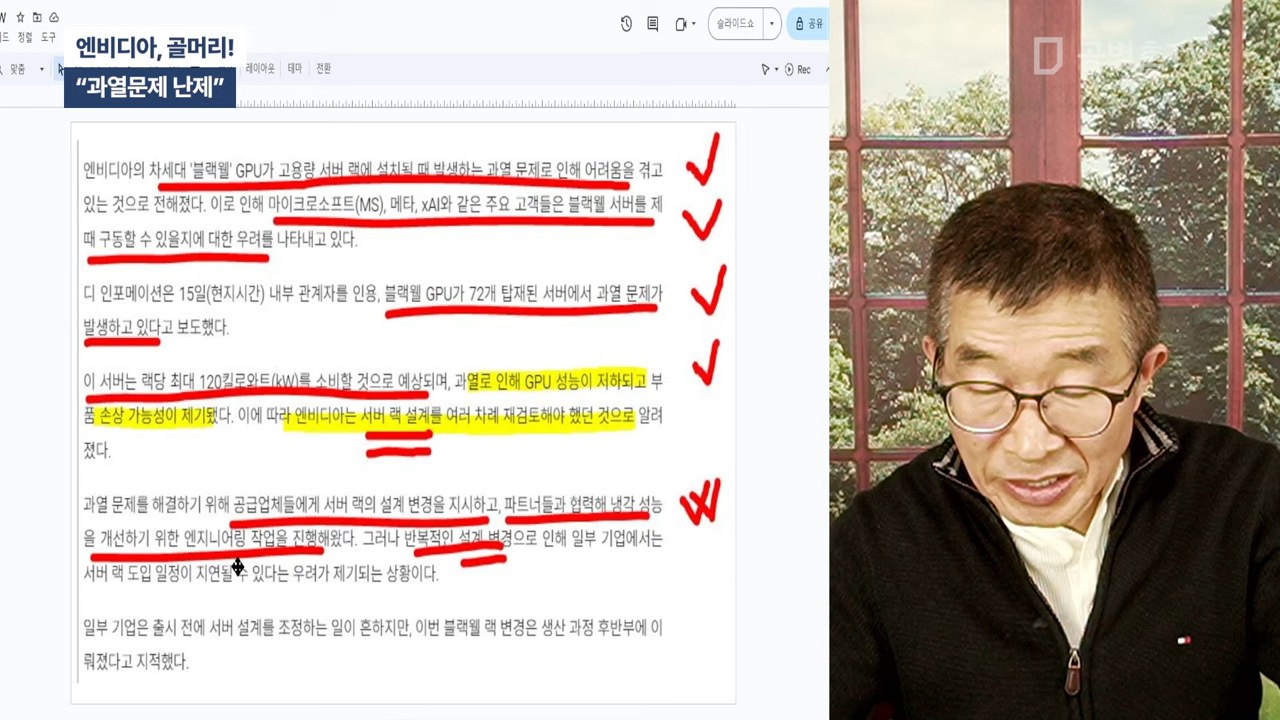 엔비디아, 골머리!
“과열문제 난제”
정렬
도구
슬라이드쇼
공유
맞춤
레이아웃
테마
전환
Rec
엔비디아의 차세대 '블랙웰' GPU가 고용량 서버 랙에 설치될 때 발생하는 과열 문제로 인해 어려움을 겪고
있는 것으로 전해졌다. 이로 인해 마이크로소프트(MS), 메타, xAI와 같은 주요 고객들은 블랙웰 서버를 제
때 구동할 수 있을지에 대한 우려를 나타내고 있다.
디 인포메이션은 15일(현지시간) 내부 관계자를 인용, 블랙웰 GPU가 72개 탑재된 서버에서 과열 문제가
발생하고 있다고 보도했다.
이 서버는 랙당 최대 120킬로와트(kW)를 소비할 것으로 예상되며, 과열로 인해 GPU 성능이 저하되고 부
품 손상 가능성이 제기됐다. 이에 따라 엔비디아는 서버 랙 설계를 여러 차례 재검토해야 했던 것으로 알려
졌다.
과열 문제를 해결하기 위해 공급업체들에게 서버 랙의 설계 변경을 지시하고, 파트너들과 협력해 냉각 성능
을 개선하기 위한 엔지니어링 작업을 진행해왔다. 그러나 반복적인 설계 변경으로 인해 일부 기업에서는
서버 랙 도입 일정이 지연될 수 있다는 우려가 제기되는 상황이다.
일부 기업은 출시 전에 서버 설계를 조정하는 일이 흔하지만, 이번 블랙웰 랙 변경은 생산 과정 후반부에 이
뤄졌다고 지적했다.